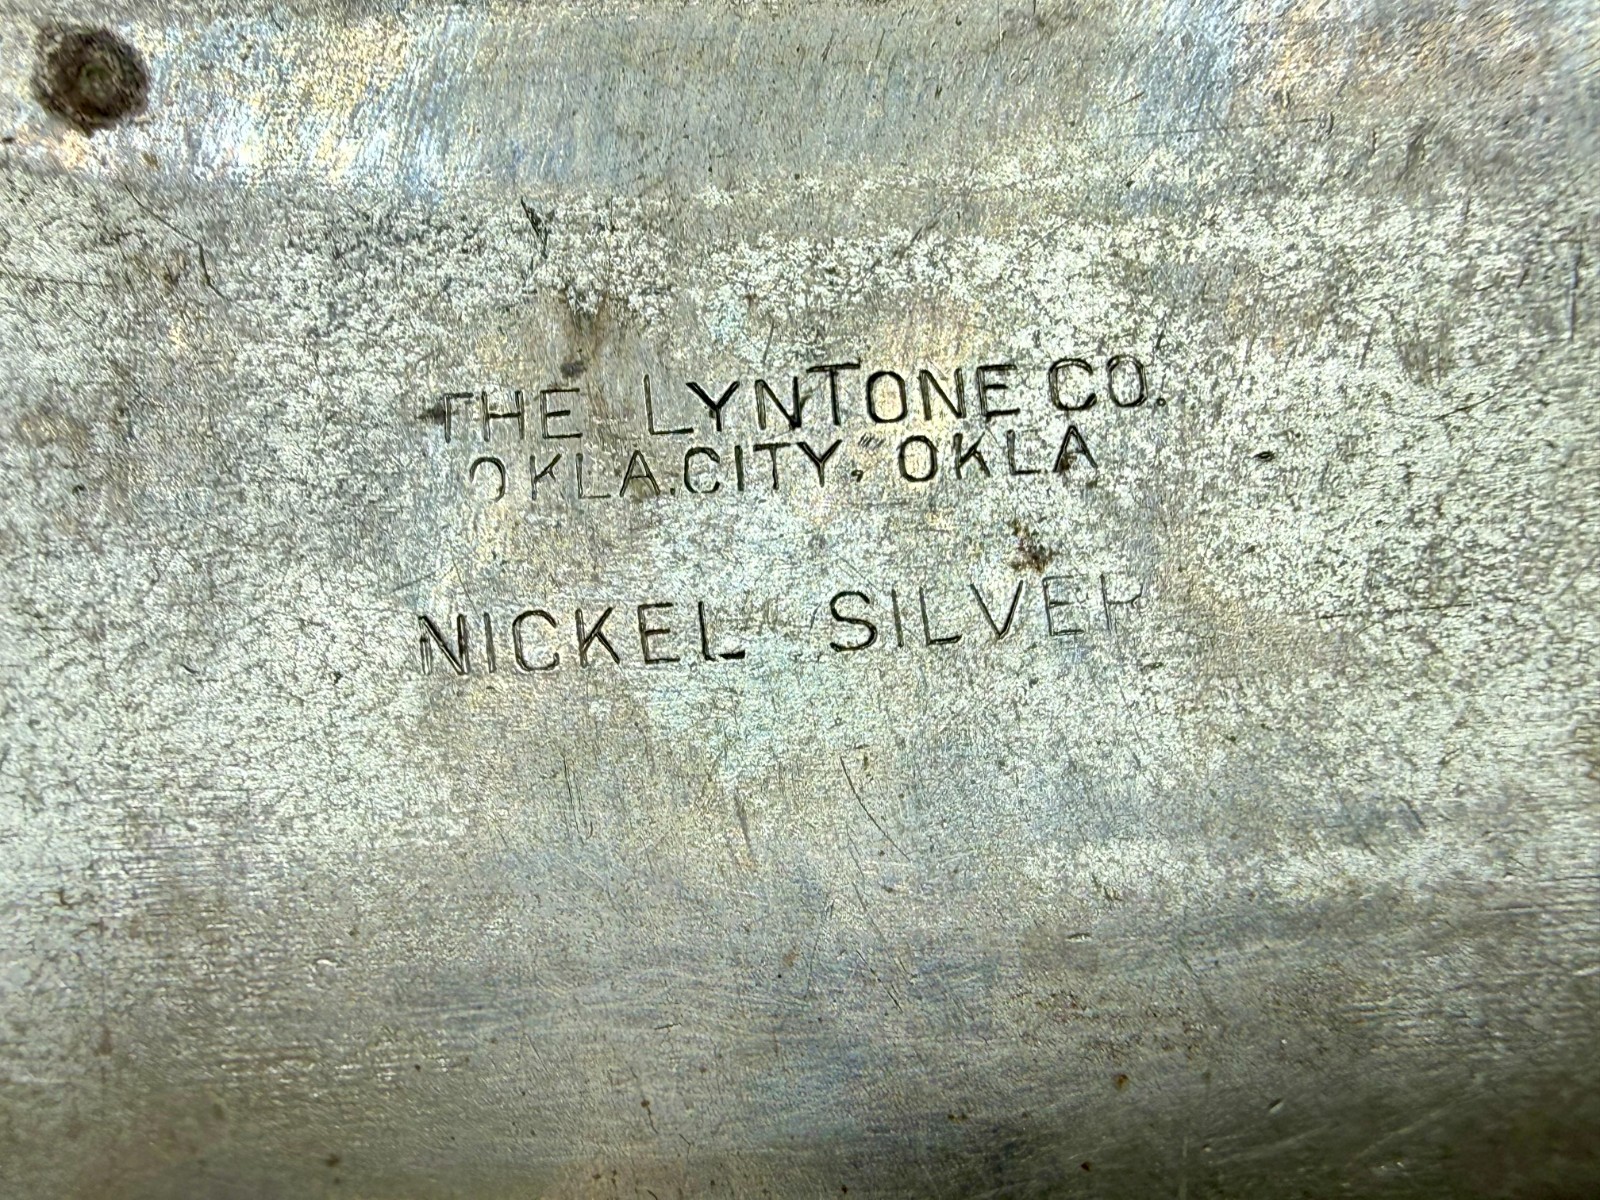 THE LYNTONE CO.
OKLA. CITY, OKLA
NICKEL SILVER